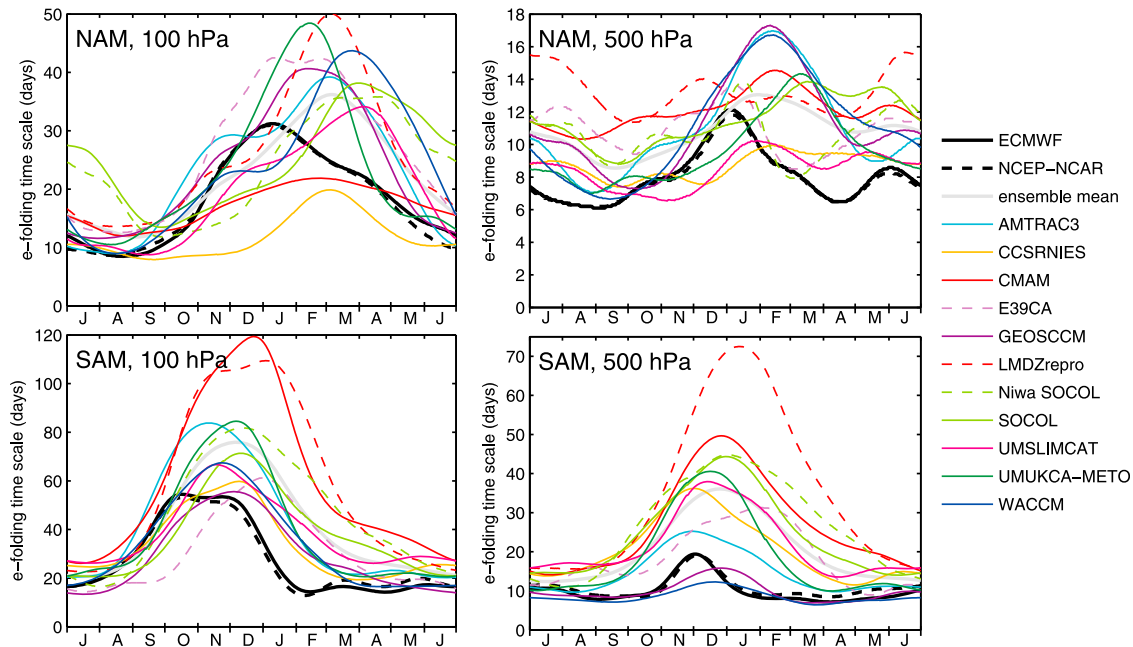 NAM, 100 hPa
e-folding time scale (days)
50
40
30
20
10
0
J A S O N D J F M A M J
NAM, 500 hPa
e-folding time scale (days)
18
16
14
12
10
8
6
4
2
0
J A S O N D J F M A M J
SAM, 100 hPa
e-folding time scale (days)
120
100
80
60
40
20
0
J A S O N D J F M A M J
SAM, 500 hPa
e-folding time scale (days)
70
60
50
40
30
20
10
0
J A S O N D J F M A M J
ECMWF
NCEP-NCAR
ensemble mean
AMTRAC3
CCSRNIES
CMAM
E39CA
GEOSCCM
LMDZrepro
Niwa SOCOL
SOCOL
UMSLIMCAT
UMUKCA-METO
WACCM